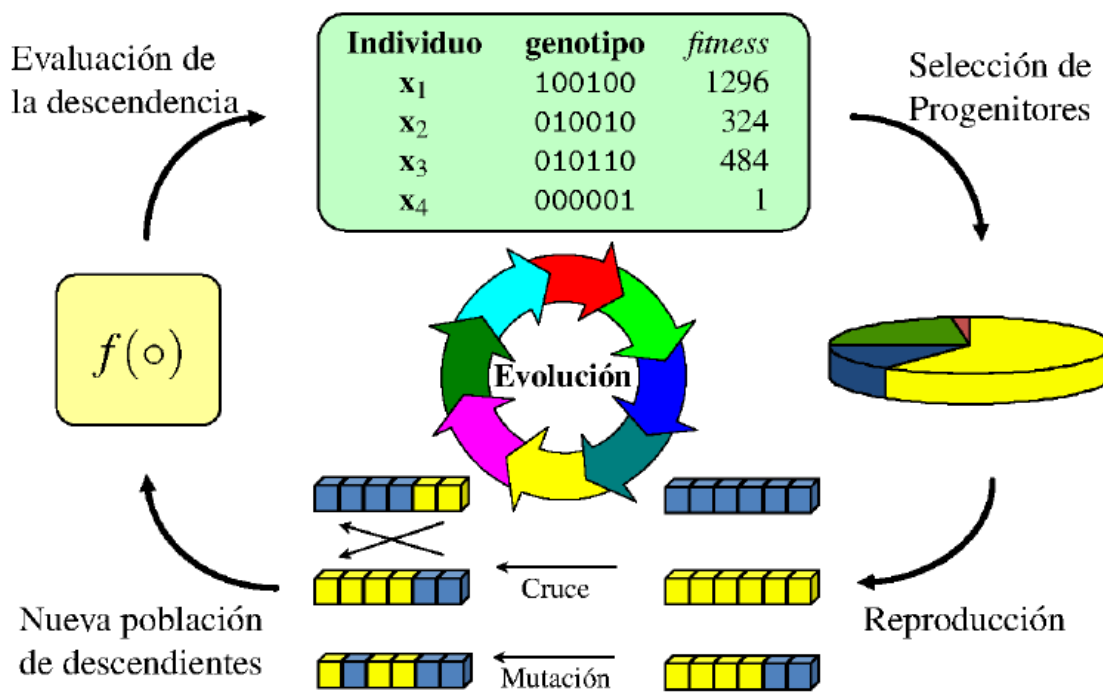 Individuo genotipo fitness
x1 100100 1296
x2 010010 324
x3 010110 484
x4 000001 1
Selección de
Progenitores
Reproducción
Cruce
Mutación
Nueva población
de descendientes
f(∘)
Evaluación de
la descendencia
Evolución